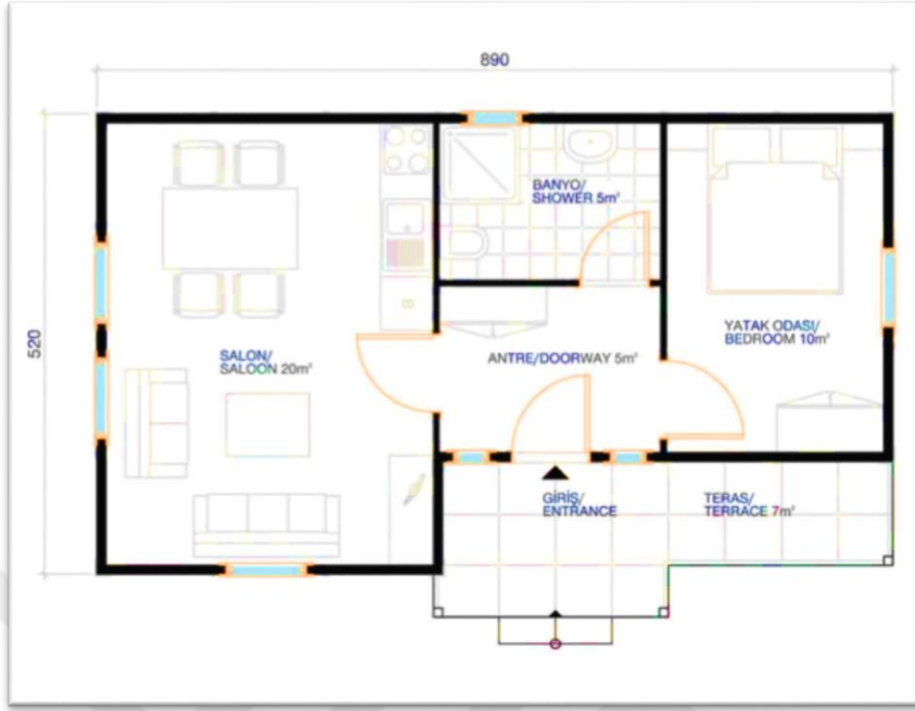 890
520
BANYO/
SHOWER 5m²
YATAK ODASI/
BEDROOM 10m²
SALON/
SALOON 20m²
ANTRE/DOORWAY 5m²
GİRİŞ/
ENTRANCE
TERAS/
TERRACE 7m²